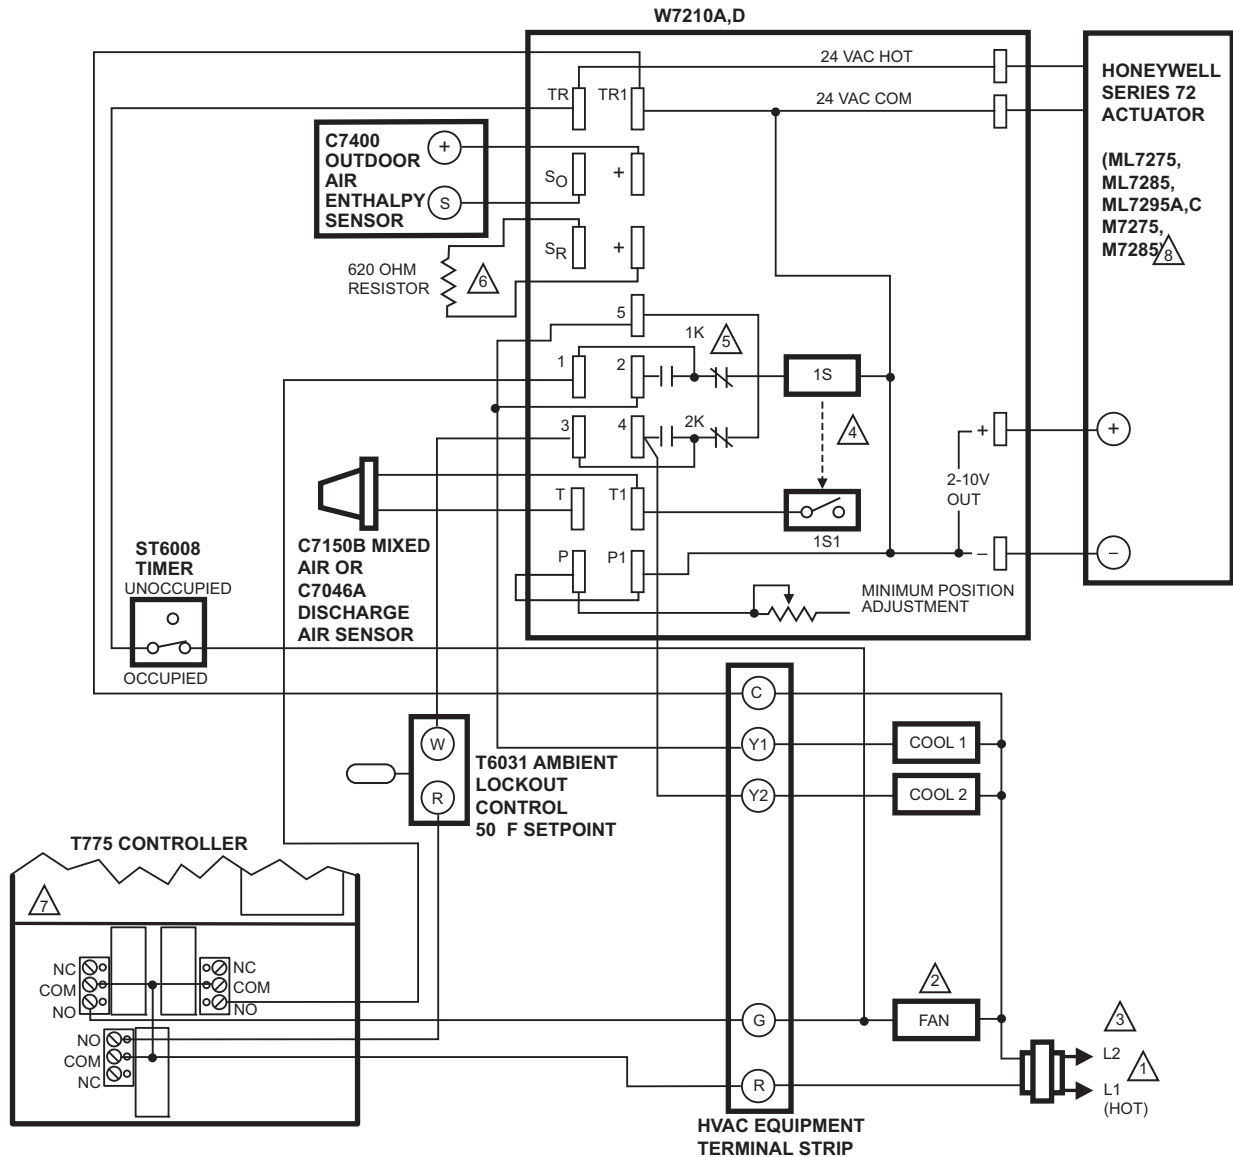 W7210A,D
24 VAC HOT
TR
TR1
24 VAC COM
HONEYWELL
SERIES 72
ACTUATOR
(ML7275,
ML7285,
ML7295A,C
M7275,
M7285)
8
C7400
OUTDOOR
AIR
ENTHALPY
SENSOR
+
S
SO
+
SR
+
620 OHM
RESISTOR
6
5
1K
5
1
2
1S
3
4
2K
4
+
+
2-10V
OUT
T
T1
1S1
C7150B MIXED
AIR OR
C7046A
DISCHARGE
AIR SENSOR
P
P1
–
–
MINIMUM POSITION
ADJUSTMENT
ST6008
TIMER
UNOCCUPIED
OCCUPIED
C
W
R
T6031 AMBIENT
LOCKOUT
CONTROL
50 F SETPOINT
Y1
COOL 1
Y2
COOL 2
T775 CONTROLLER
7
NC
COM
NO
NC
COM
NO
NO
COM
NC
G
2
FAN
R
3
L2
1
L1
(HOT)
HVAC EQUIPMENT
TERMINAL STRIP